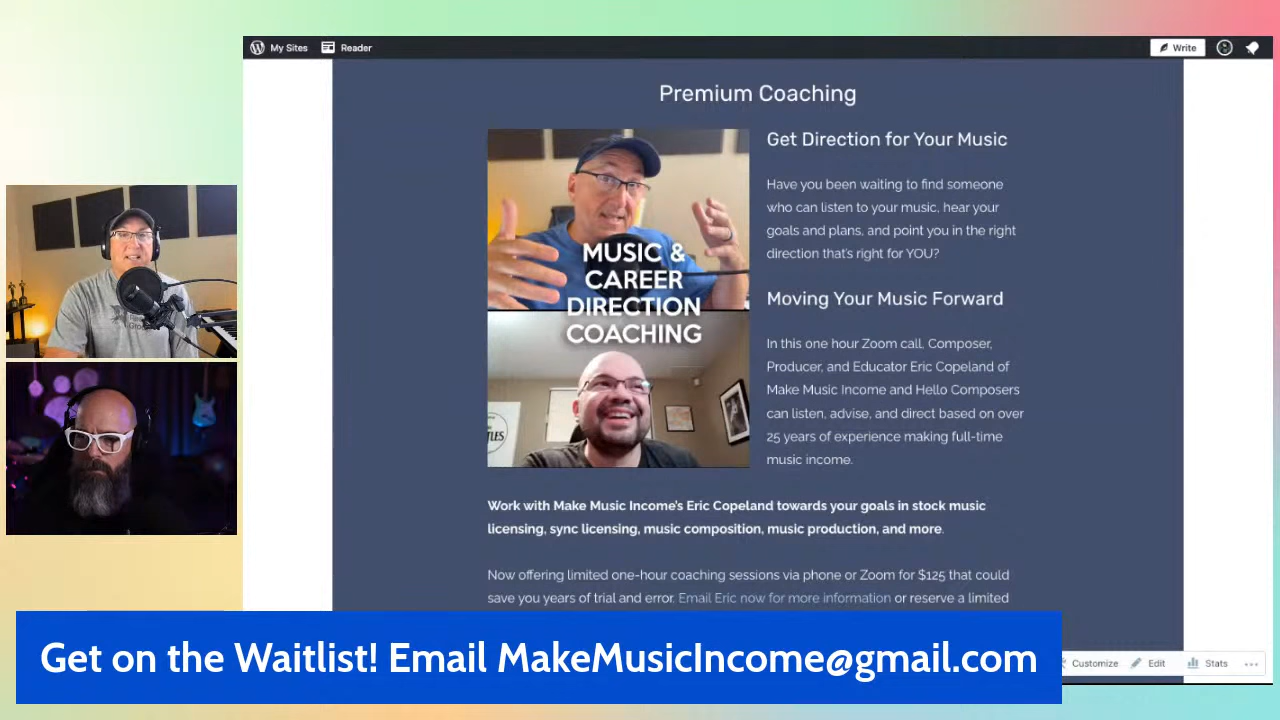 My Sites
Reader
Write
Premium Coaching
MUSIC &
CAREER
DIRECTION
COACHING
Get Direction for Your Music
Have you been waiting to find someone
who can listen to your music, hear your
goals and plans, and point you in the right
direction that's right for YOU?
Moving Your Music Forward
In this one hour Zoom call, Composer,
Producer, and Educator Eric Copeland of
Make Music Income and Hello Composers
can listen, advise, and direct based on over
25 years of experience making full-time
music income.
Work with Make Music Income's Eric Copeland towards your goals in stock music
licensing, sync licensing, music composition, music production, and more.
Now offering limited one-hour coaching sessions via phone or Zoom for $125 that could
save you years of trial and error. Email Eric now for more information or reserve a limited
Customize
Edit
Stats
Get on the Waitlist! Email MakeMusicIncome@gmail.com